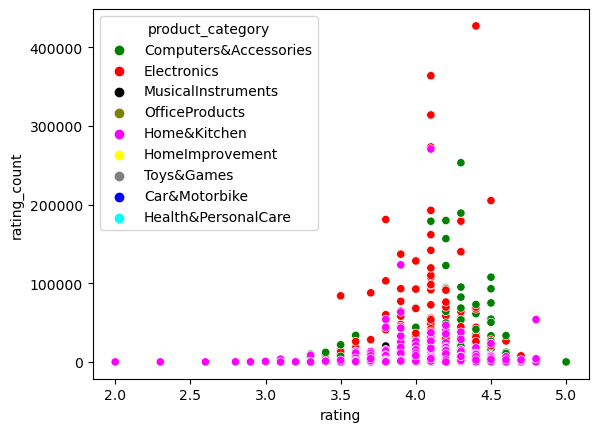 product_category
Computers&Accessories
Electronics
MusicalInstruments
OfficeProducts
Home&Kitchen
HomeImprovement
Toys&Games
Car&Motorbike
Health&PersonalCare
400000
300000
200000
100000
0
rating_count
2.0 2.5 3.0 3.5 4.0 4.5 5.0
rating